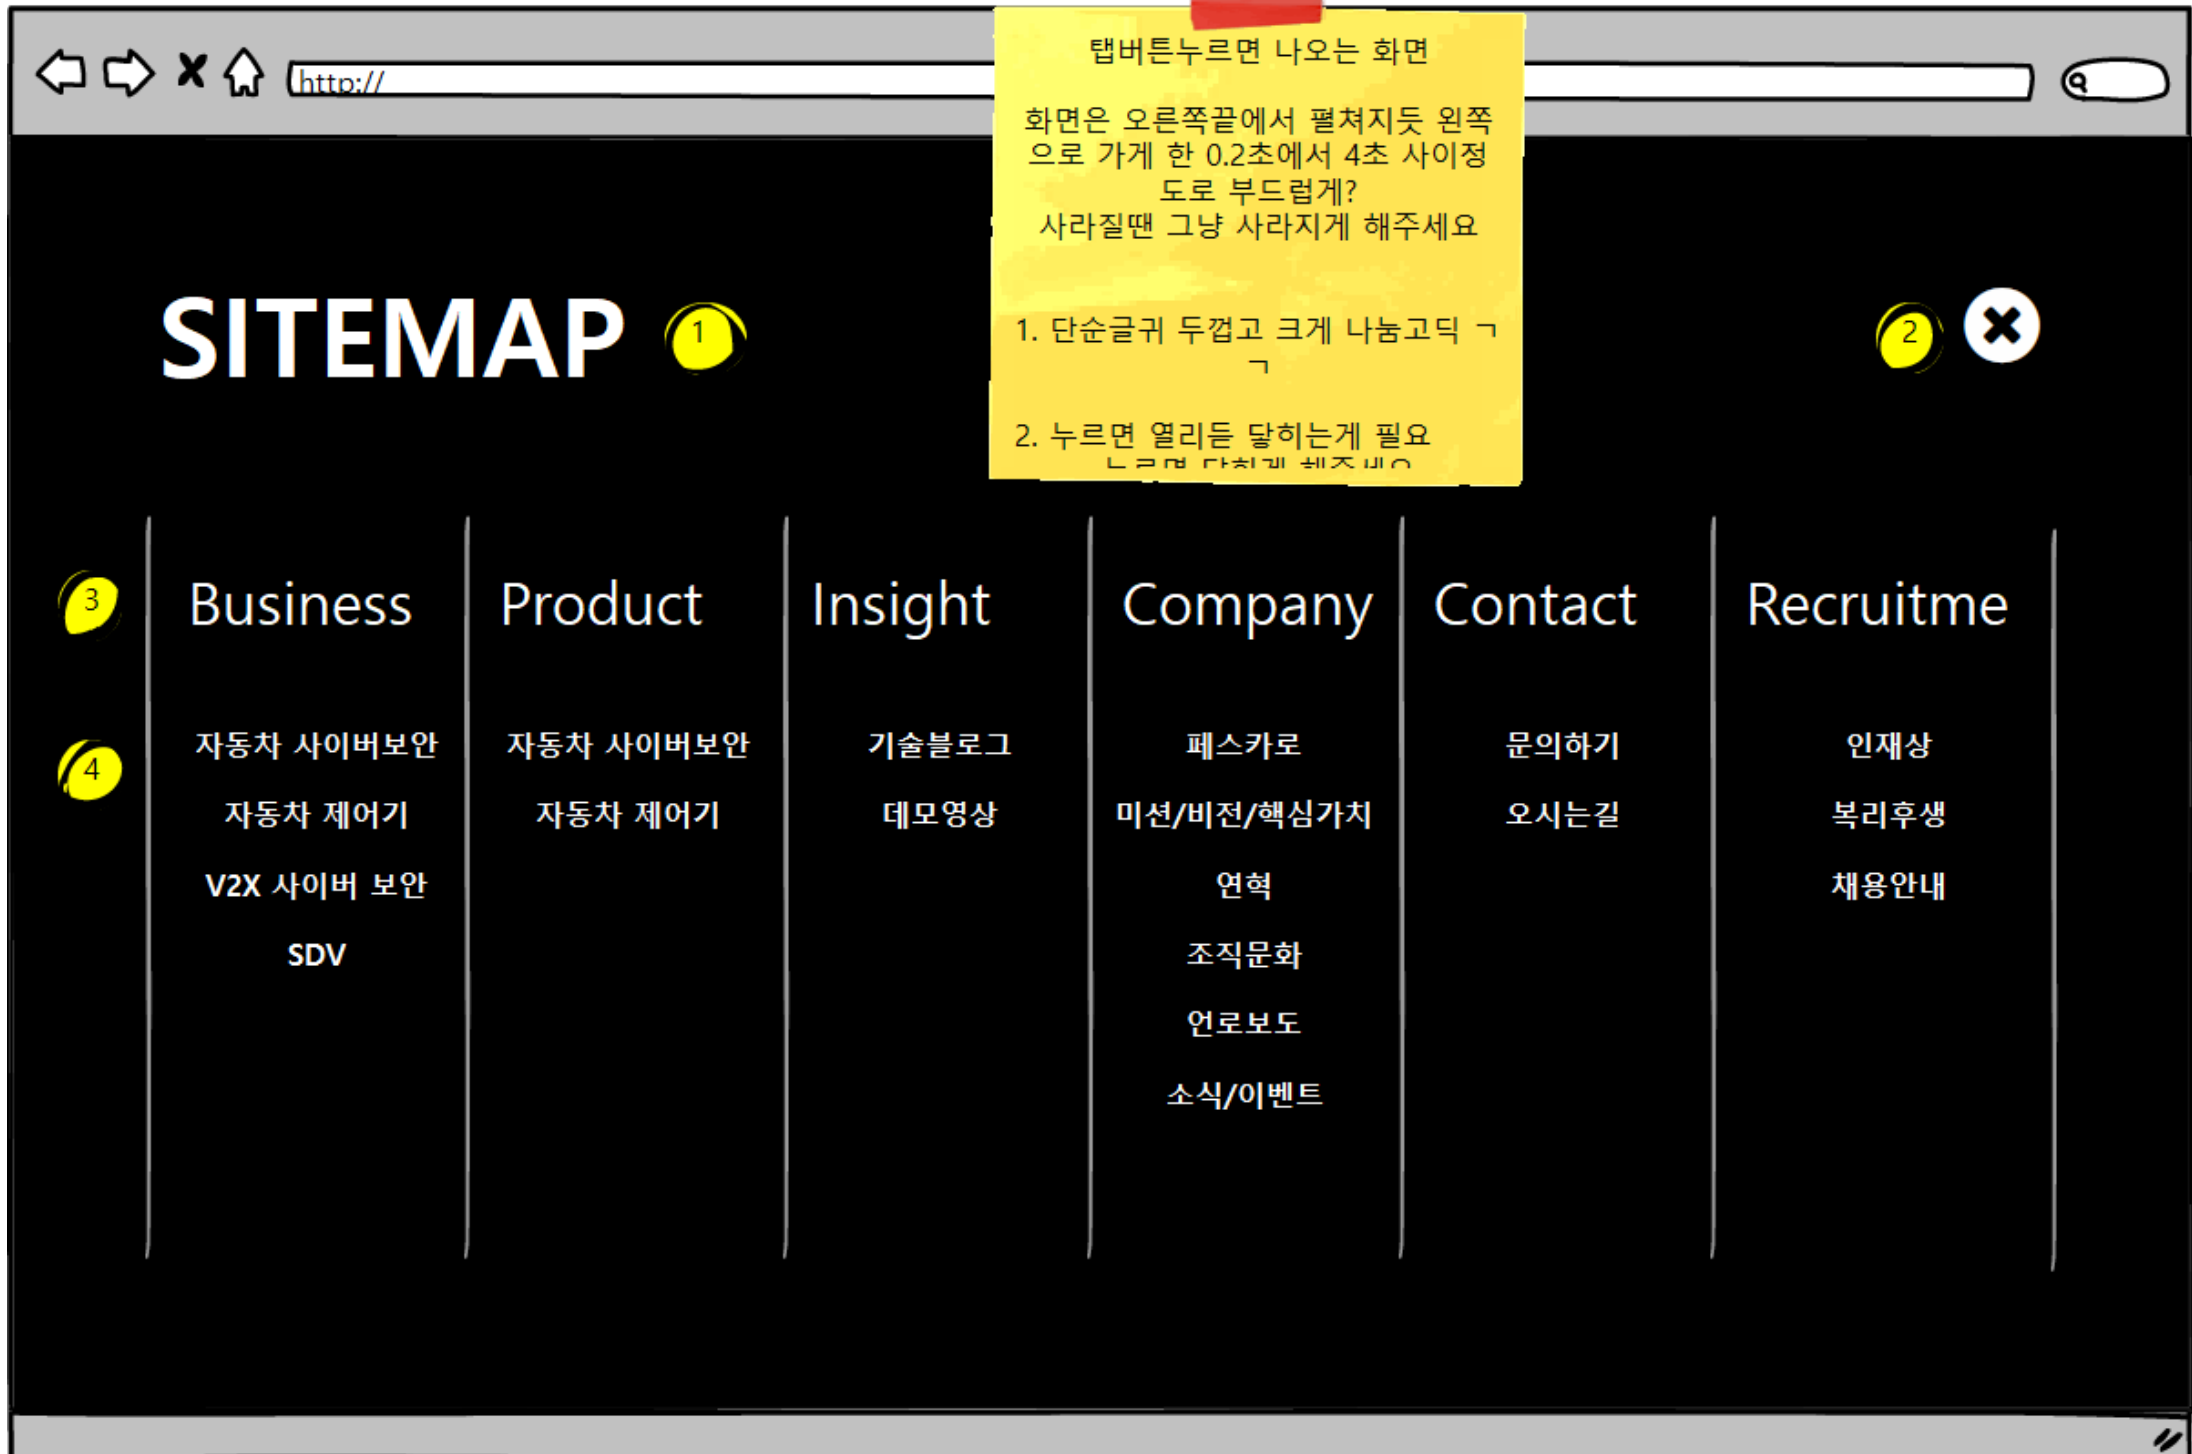 http://
탭버튼누르면 나오는 화면
화면은 오른쪽끝에서 펼쳐지듯 왼쪽
으로 가게 한 0.2초에서 4초 사이정
도로 부드럽게?
사라질땐 그냥 사라지게 해주세요
1. 단순글귀 두껍고 크게 나눔고딕 ㄱ
ㄱ
2. 누르면 열리듯 닿히는게 필요
SITEMAP
1
2
3
Business
Product
Insight
Company
Contact
Recruitme
4
자동차 사이버보안
자동차 제어기
V2X 사이버 보안
SDV
자동차 사이버보안
자동차 제어기
기술블로그
데모영상
페스카로
미션/비전/핵심가치
연혁
조직문화
언로보도
소식/이벤트
문의하기
오시는길
인재상
복리후생
채용안내